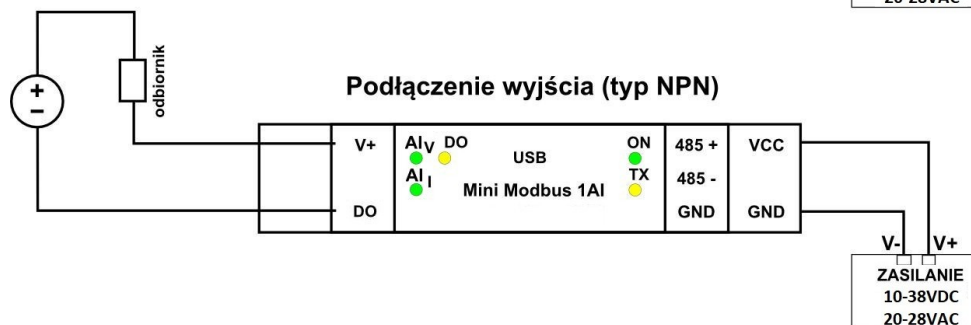 20-28VAC
+
−
odbiornik
Podłączenie wyjścia (typ NPN)
V+
DO
AIV DO
AI I
USB
Mini Modbus 1AI
ON
TX
485 +
485 -
GND
VCC
GND
V- V+
ZASILANIE
10-38VDC
20-28VAC